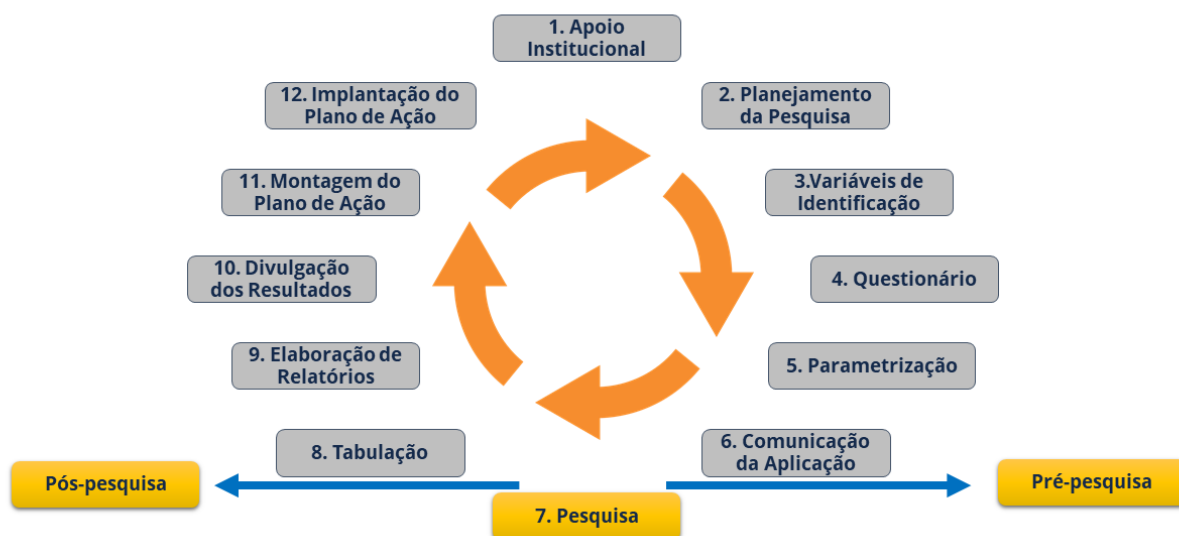 1. Apoio
Institucional
2. Planejamento
da Pesquisa
3.Variáveis de
Identificação
4. Questionário
5. Parametrização
6. Comunicação
da Aplicação
Pré-pesquisa
7. Pesquisa
Pós-pesquisa
8. Tabulação
9. Elaboração de
Relatórios
10. Divulgação
dos Resultados
11. Montagem do
Plano de Ação
12. Implantação do
Plano de Ação